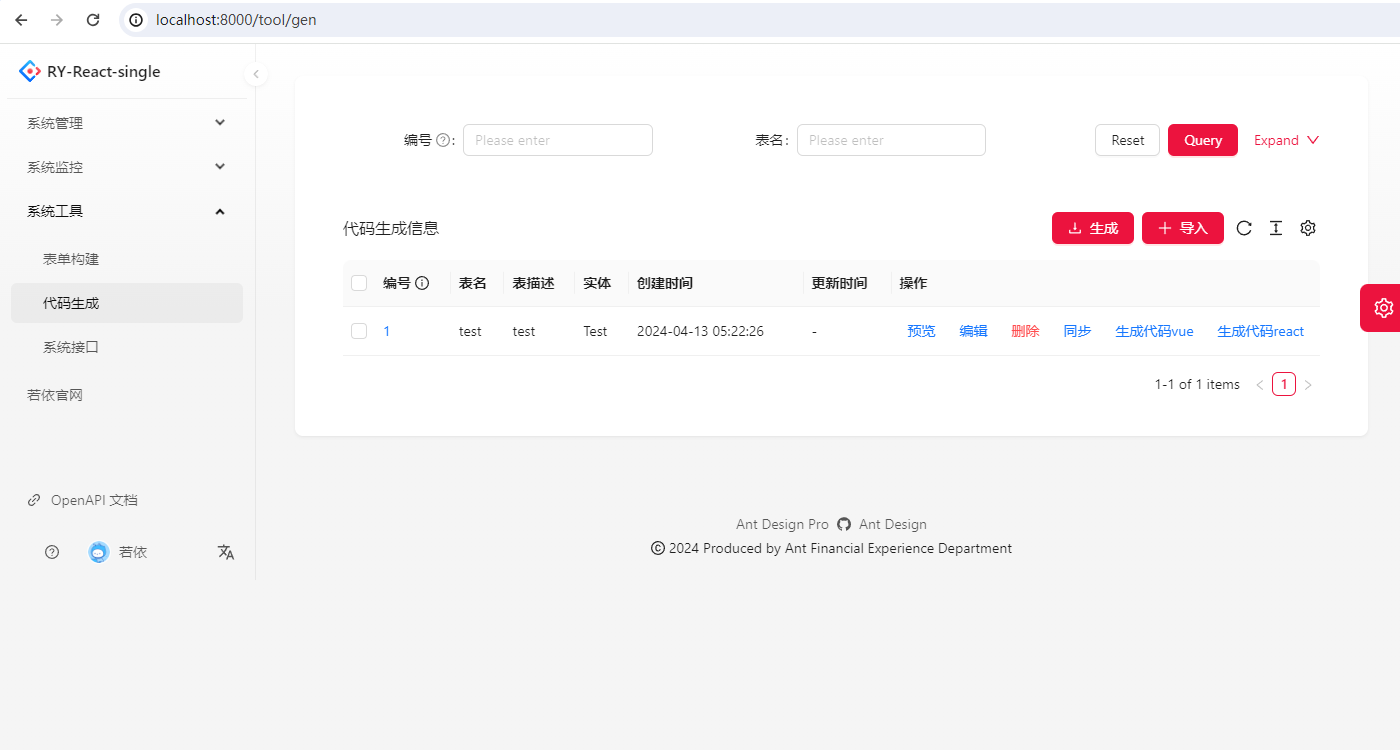 localhost:8000/tool/gen
RY-React-single
系统管理
系统监控
系统工具
表单构建
代码生成
系统接口
若依官网
OpenAPI 文档
若依
编号 : Please enter
表名 : Please enter
Reset
Query
Expand
代码生成信息
生成
导入
编号 表名 表描述 实体 创建时间 更新时间 操作
1 test test Test 2024-04-13 05:22:26 - 预览 编辑 删除 同步 生成代码vue 生成代码react
1-1 of 1 items < 1 >
Ant Design Pro Ant Design
© 2024 Produced by Ant Financial Experience Department